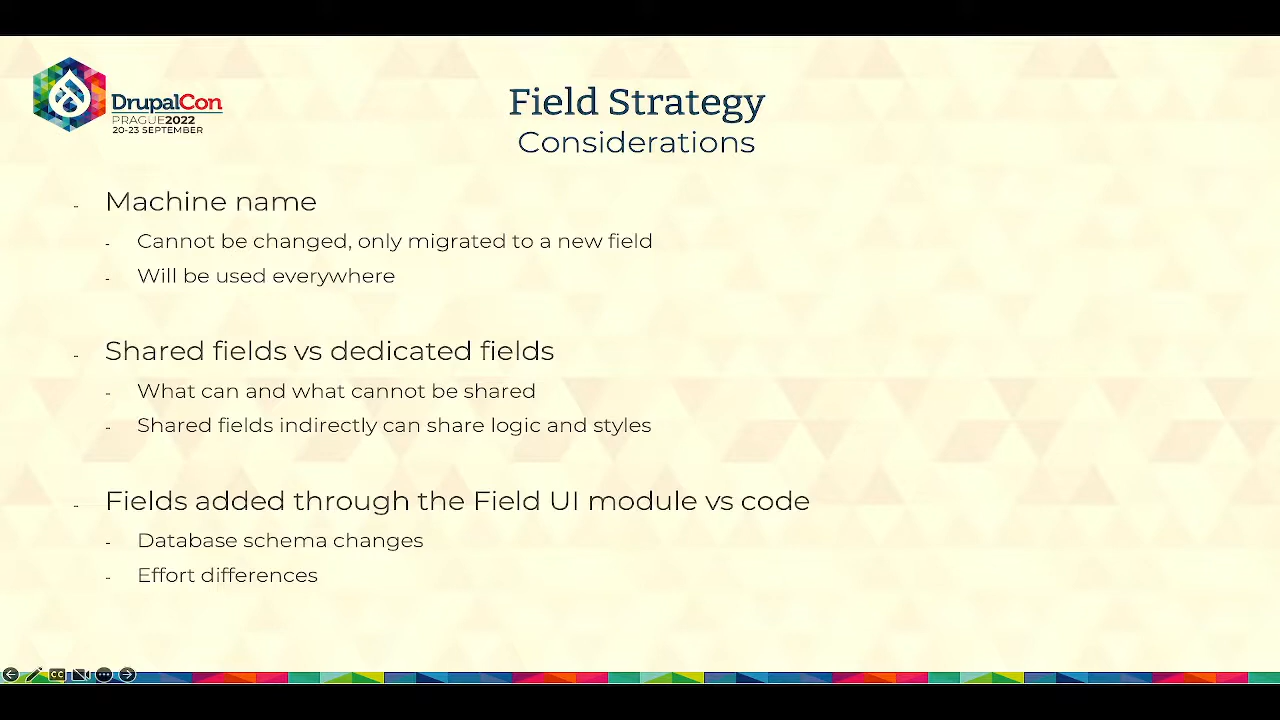 DrupalCon
PRAGUE2022
20-23 SEPTEMBER
Field Strategy
Considerations
- Machine name
- Cannot be changed, only migrated to a new field
- Will be used everywhere
- Shared fields vs dedicated fields
- What can and what cannot be shared
- Shared fields indirectly can share logic and styles
- Fields added through the Field UI module vs code
- Database schema changes
- Effort differences
CC